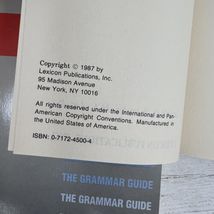 Copyright © 1987 by
Lexicon Publications, Inc.
95 Madison Avenue
New York, NY 10016
All rights reserved under the International and Pan-
American Copyright Conventions. Manufactured in
the United States of America.
ISBN: 0-7172-4500-4
THE GRAMMAR GUIDE
THE GRAMMAR GUIDE